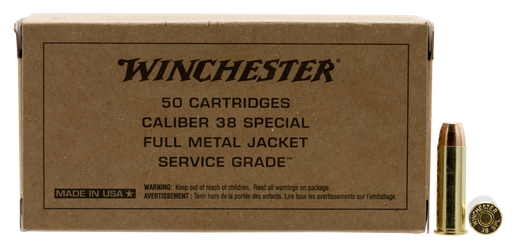 WINCHESTER
50 CARTRIDGES
CALIBER 38 SPECIAL
FULL METAL JACKET
SERVICE GRADE™
MADE IN USA ★
WARNING: Keep out of reach of children. Read all warnings on package.
AVERTISSEMENT: Tenir hors de la portée des enfants. Lire les avertissements sur l'emballage.
WINCHESTER
38 SPL